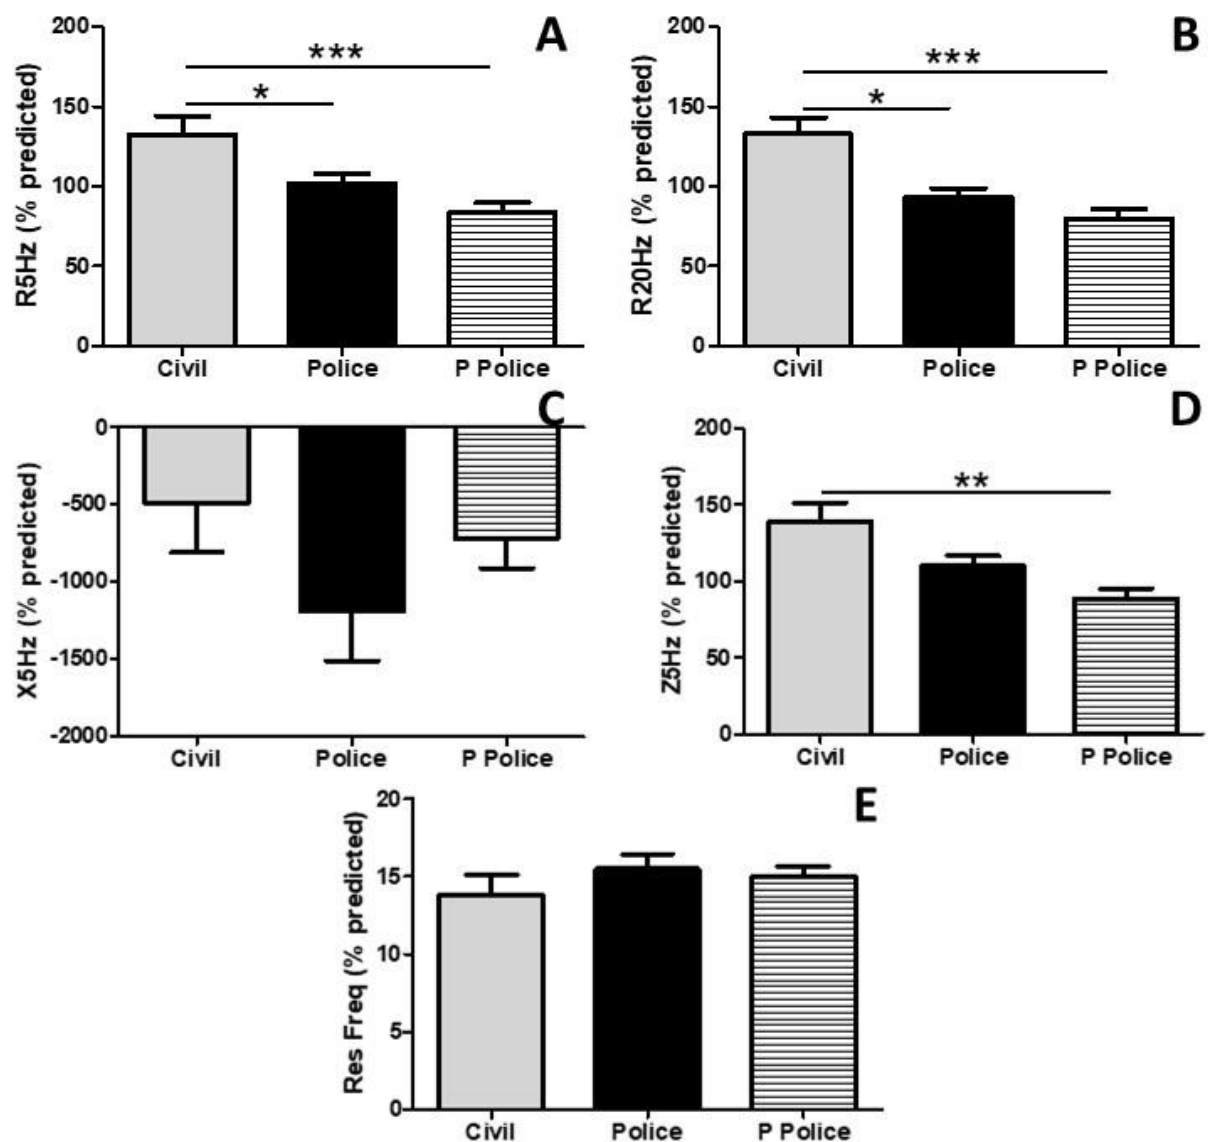 A
R5Hz (% predicted)
200
150
100
50
0
***
*
Civil Police P Police
B
R20Hz (% predicted)
200
150
100
50
0
***
*
Civil Police P Police
C
X5Hz (% predicted)
0
-500
-1000
-1500
-2000
Civil Police P Police
D
Z5Hz (% predicted)
200
150
100
50
0
**
Civil Police P Police
E
Res Freq (% predicted)
20
15
10
5
0
Civil Police P Police